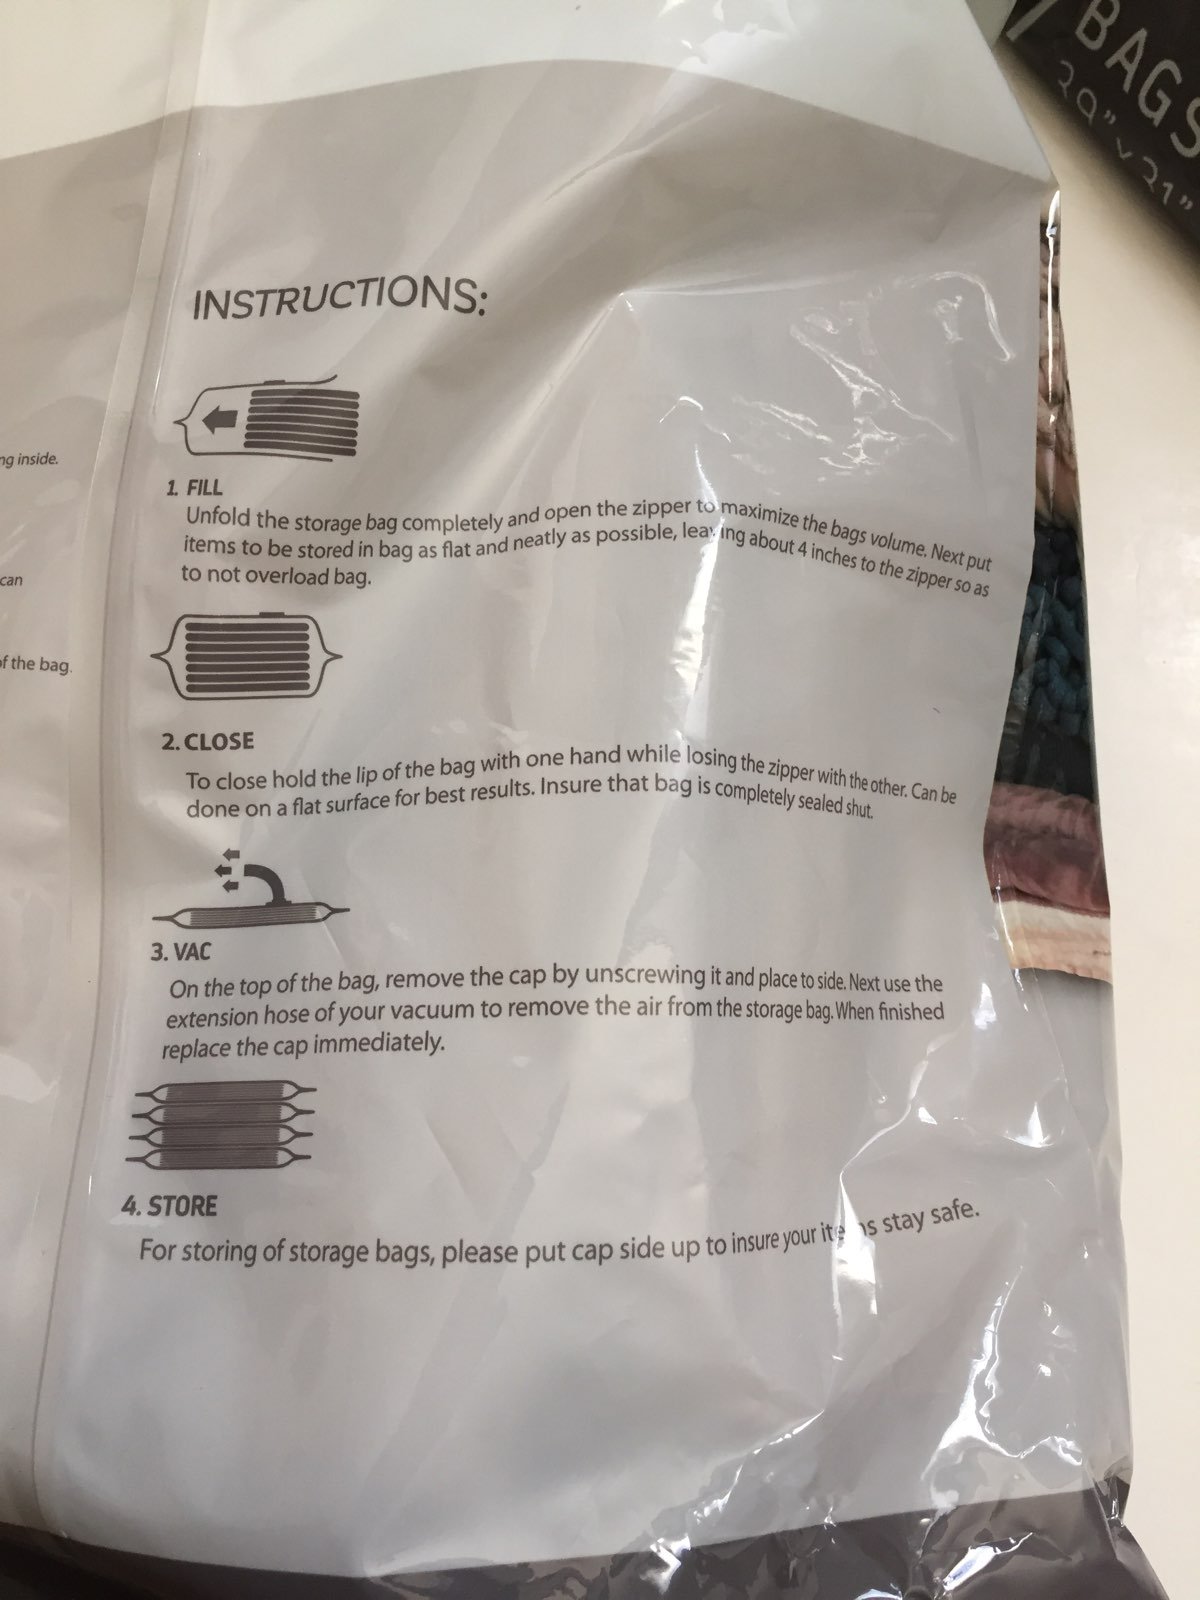 BAGS
29" x 21"
ng inside.
can
of the bag.
INSTRUCTIONS:
1. FILL
Unfold the storage bag completely and open the zipper to maximize the bags volume. Next put
items to be stored in bag as flat and neatly as possible, leaving about 4 inches to the zipper so as
to not overload bag.
2. CLOSE
To close hold the lip of the bag with one hand while losing the zipper with the other. Can be
done on a flat surface for best results. Insure that bag is completely sealed shut.
3. VAC
On the top of the bag, remove the cap by unscrewing it and place to side. Next use the
extension hose of your vacuum to remove the air from the storage bag. When finished
replace the cap immediately.
4. STORE
For storing of storage bags, please put cap side up to insure your items stay safe.